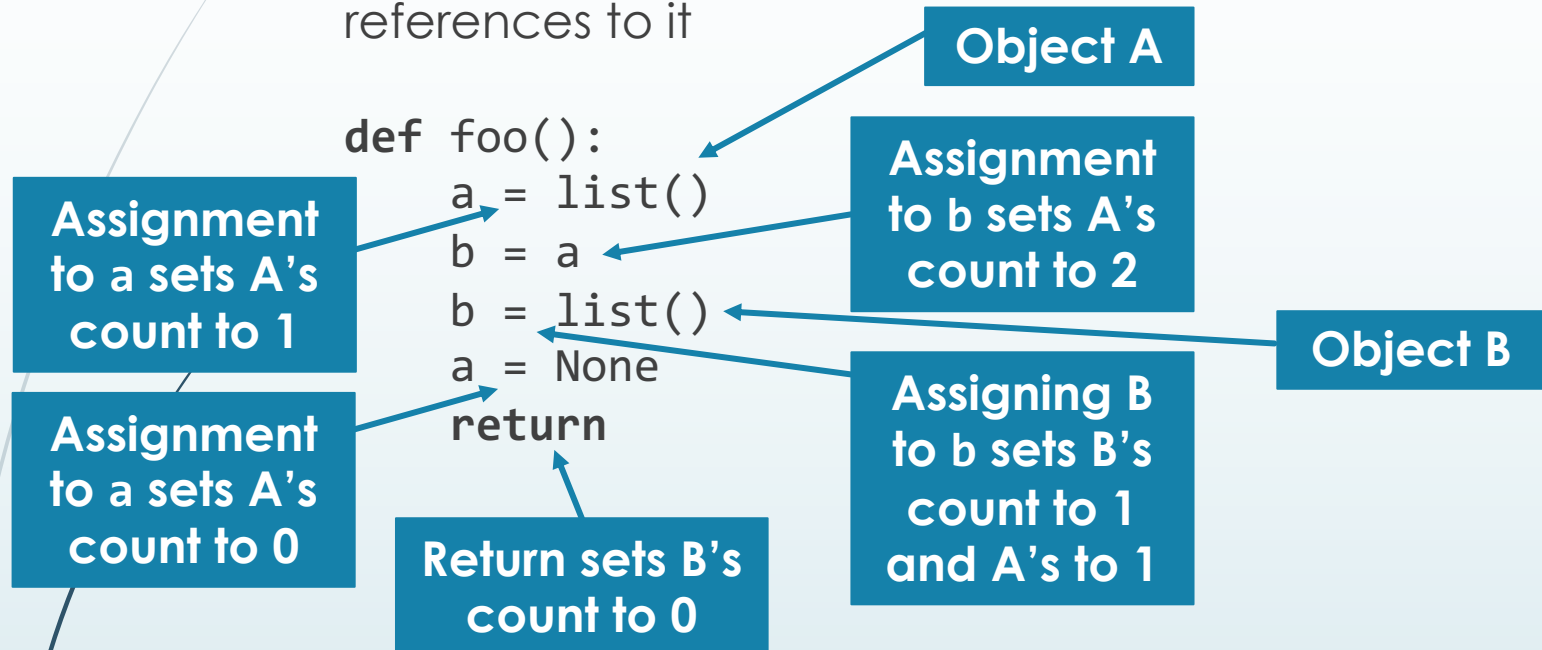 references to it
Object A
def foo():
a = list()
b = a
b = list()
a = None
return
Assignment
to a sets A’s
count to 1
Assignment
to b sets A’s
count to 2
Object B
Assignment
to a sets A’s
count to 0
Assigning B
to b sets B’s
count to 1
and A’s to 1
Return sets B’s
count to 0